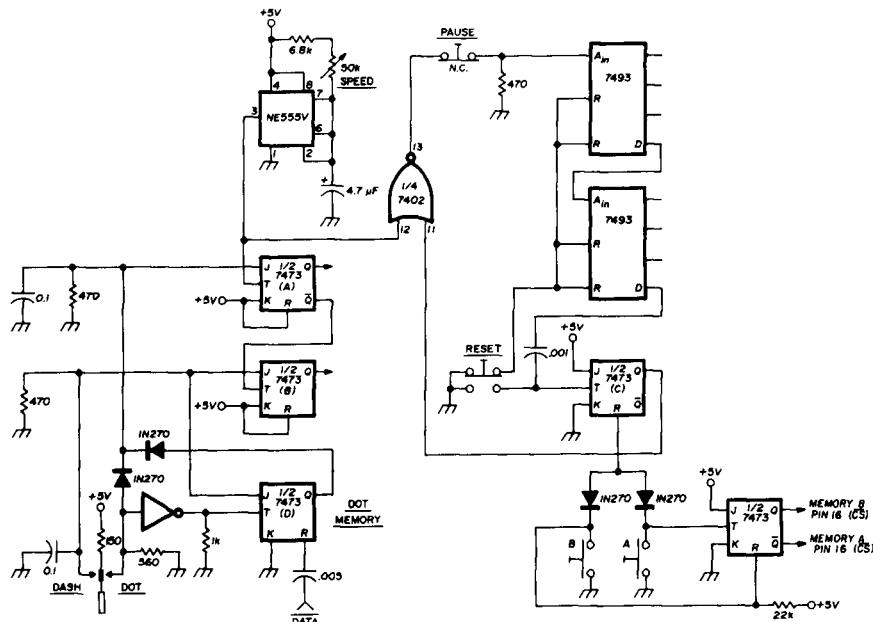 +5V
6.8k
50k
SPEED
4
8
7
3
NE555V
6
1
2
+
4.7 µF
PAUSE
N.C.
470
Ain
7493
R
R
D
13
1/4
7402
12
11
Ain
7493
R
R
D
0.1
470
J
1/2
Q
7473
T
(A)
+5V
K
R
Q̅
RESET
.001
+5V
J
1/2
Q
7473
T
(C)
K
R
Q̅
470
J
1/2
Q
7473
T
(B)
+5V
K
R
1N270
1N270
+5V
150
0.1
560
DASH
DOT
1k
J
1/2
Q
7473
T
(D)
K
R
DOT
MEMORY
.005
DATA
1N270
1N270
B
A
+5V
J
1/2
Q
7473
T
Q̅
K
R
MEMORY B
PIN 16 (C̅S̅)
MEMORY A
PIN 16 (C̅S̅)
22k
+5V